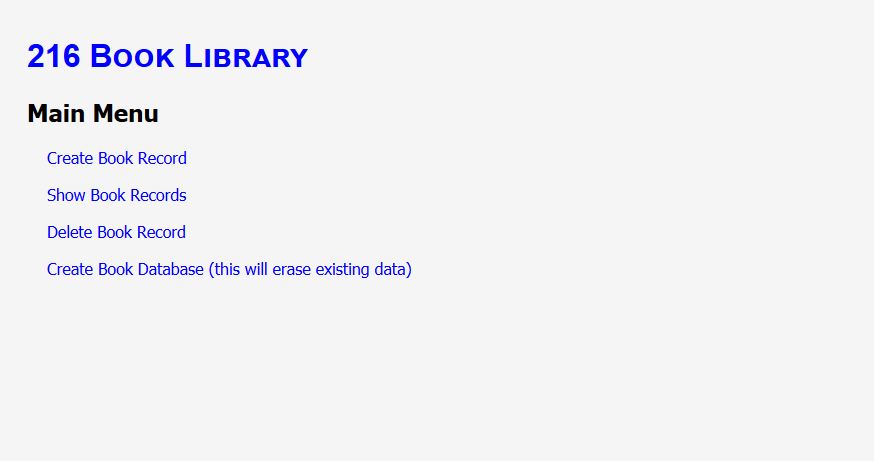 216 Book Library
Main Menu
Create Book Record
Show Book Records
Delete Book Record
Create Book Database (this will erase existing data)